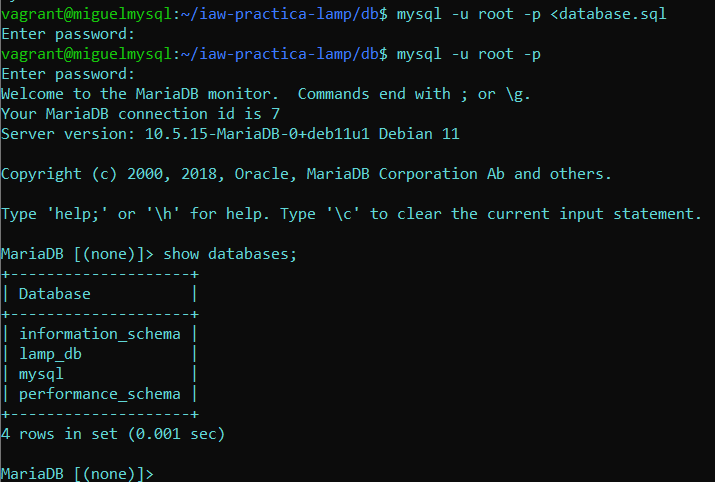 vagrant@miguelmysql:~/iaw-practica-lamp/db$ mysql -u root -p <database.sql
Enter password:
vagrant@miguelmysql:~/iaw-practica-lamp/db$ mysql -u root -p
Enter password:
Welcome to the MariaDB monitor.  Commands end with ; or \g.
Your MariaDB connection id is 7
Server version: 10.5.15-MariaDB-0+deb11u1 Debian 11

Copyright (c) 2000, 2018, Oracle, MariaDB Corporation Ab and others.

Type 'help;' or '\h' for help. Type '\c' to clear the current input statement.

MariaDB [(none)]> show databases;
+--------------------+
| Database           |
+--------------------+
| information_schema |
| lamp_db            |
| mysql              |
| performance_schema |
+--------------------+
4 rows in set (0.001 sec)

MariaDB [(none)]>